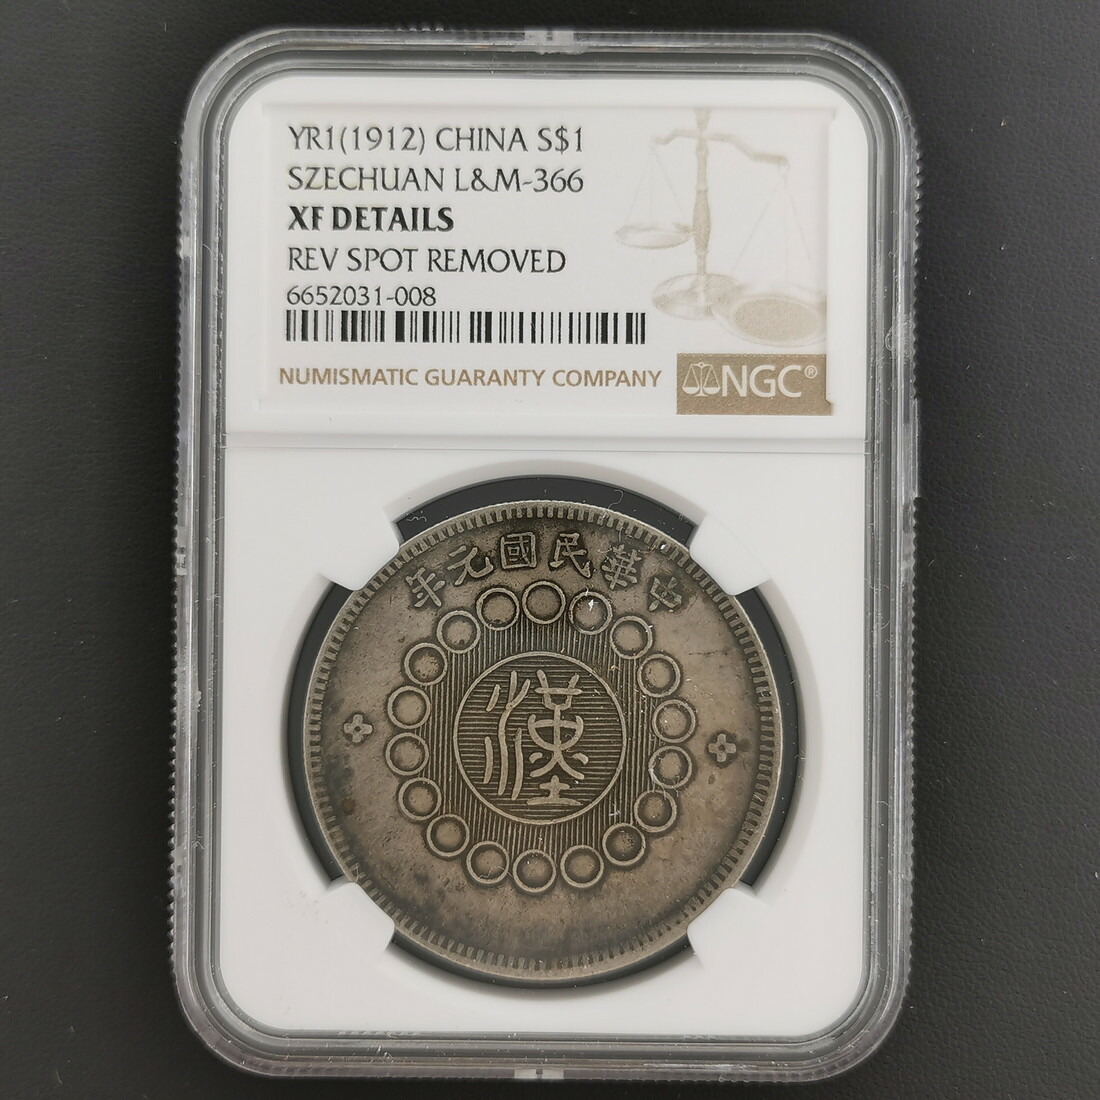 YR1(1912) CHINA S$1
SZECHUAN L&M-366
XF DETAILS
REV SPOT REMOVED
6652031-008
NUMISMATIC GUARANTY COMPANY
NGC®
年元國民華中
漢